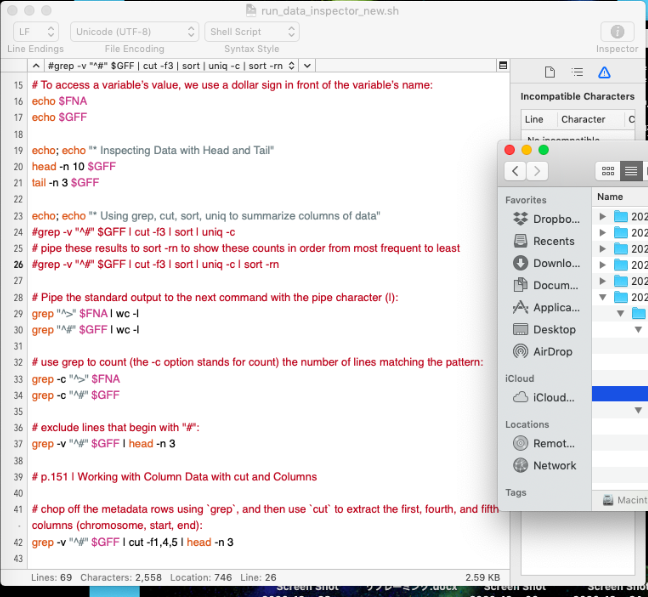 run_data_inspector_new.sh
LF
Unicode (UTF-8)
Shell Script
Line Endings
File Encoding
Syntax Style
Inspector
#grep -v "^#" $GFF | cut -f3 | sort | uniq -c | sort -rn
15 # To access a variable's value, we use a dollar sign in front of the variable's name:
16 echo $FNA
17 echo $GFF
18
19 echo; echo "* Inspecting Data with Head and Tail"
20 head -n 10 $GFF
21 tail -n 3 $GFF
22
23 echo; echo "* Using grep, cut, sort, uniq to summarize columns of data"
24 #grep -v "^#" $GFF | cut -f3 | sort | uniq -c
25 # pipe these results to sort -rn to show these counts in order from most frequent to least
26 #grep -v "^#" $GFF | cut -f3 | sort | uniq -c | sort -rn
27
28 # Pipe the standard output to the next command with the pipe character (|):
29 grep "^>" $FNA | wc -l
30 grep "^#" $GFF | wc -l
31
32 # use grep to count (the -c option stands for count) the number of lines matching the pattern:
33 grep -c "^>" $FNA
34 grep -c "^#" $GFF
35
36 # exclude lines that begin with "#":
37 grep -v "^#" $GFF | head -n 3
38
39 # p.151 | Working with Column Data with cut and Columns
40
41 # chop off the metadata rows using `grep`, and then use `cut` to extract the first, fourth, and fifth
columns (chromosome, start, end):
42 grep -v "^#" $GFF | cut -f1,4,5 | head -n 3
43
Lines: 69 Characters: 2,558 Location: 746 Line: 26
2.59 KB
Incompatible Characters
Line Character C
No incompatible
Favorites
Dropbo...
Recents
Downlo...
Docum...
Applica...
Desktop
AirDrop
iCloud
iCloud...
Locations
Remot...
Network
Tags
Name
202
202
202
202
202
202
Macint
Screen Shot
Screen Shot
Screen Shot